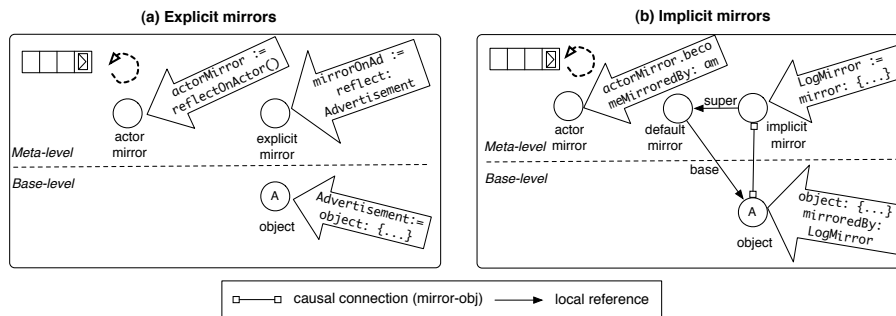 (a) Explicit mirrors
actorMirror :=
reflectOnActor()
mirrorOnAd :=
reflect:
Advertisement
actor
mirror
explicit
mirror
Meta-level
Base-level
A
object
Advertisement:=
object: {...}
(b) Implicit mirrors
actorMirror.beco
meMirroredBy: am
LogMirror :=
mirror: {...}
super
actor
mirror
default
mirror
implicit
mirror
Meta-level
Base-level
base
A
object
object: {...}
mirroredBy:
LogMirror
causal connection (mirror-obj)
local reference